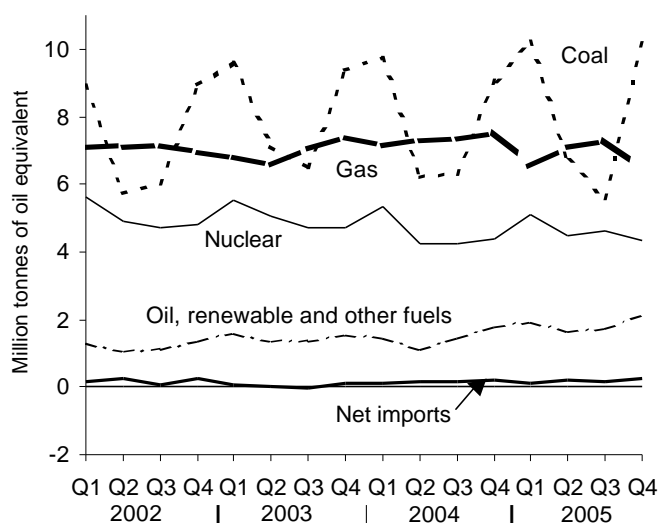 Million tonnes of oil equivalent
10
8
6
4
2
0
-2
Coal
Gas
Nuclear
Oil, renewable and other fuels
Net imports
Q1 Q2 Q3 Q4 Q1 Q2 Q3 Q4 Q1 Q2 Q3 Q4 Q1 Q2 Q3 Q4
2002 2003 2004 2005